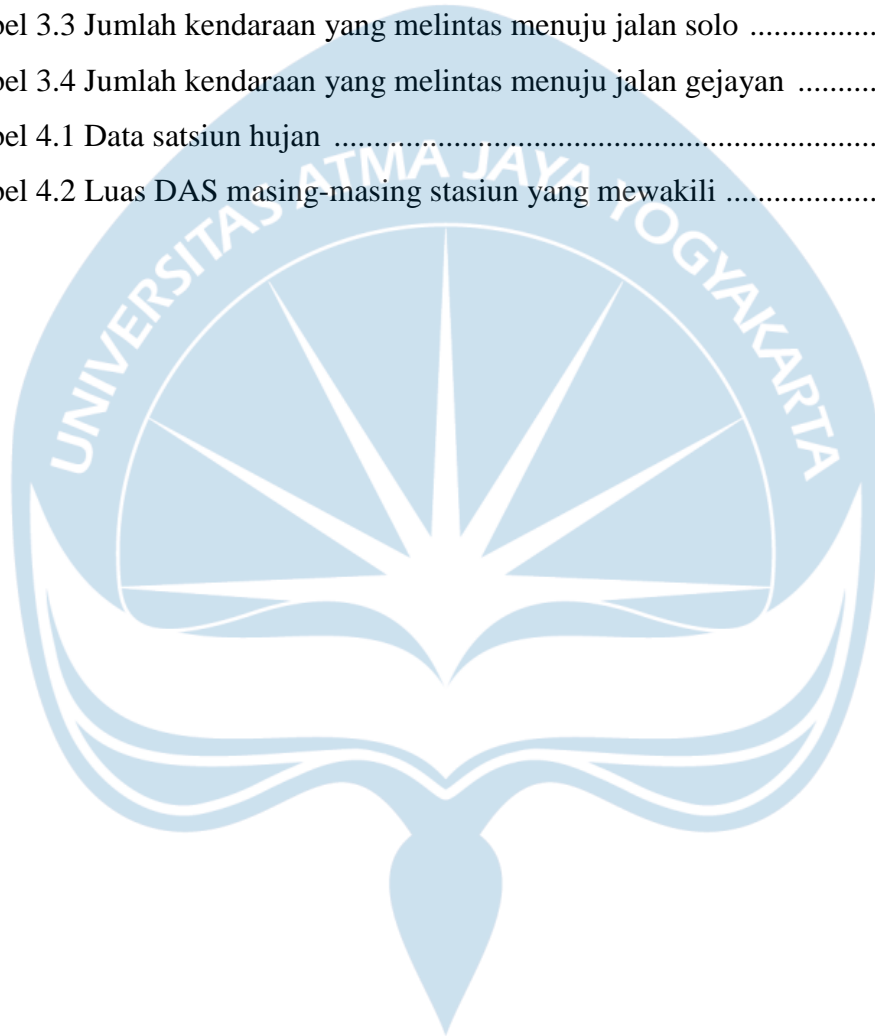 bel 3.3 Jumlah kendaraan yang melintas menuju jalan solo ................
bel 3.4 Jumlah kendaraan yang melintas menuju jalan gejayan ..........
bel 4.1 Data satsiun hujan ......................................................................
bel 4.2 Luas DAS masing-masing stasiun yang mewakili ...................
UNIVERSITAS ATMA JAYA YOGYAKARTA